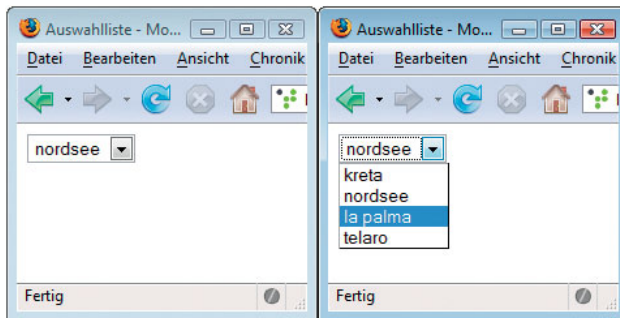 Auswahlliste - Mo...
Datei Bearbeiten Ansicht Chronik
nordsee
Fertig
Auswahlliste - Mo...
Datei Bearbeiten Ansicht Chronik
nordsee
kreta
nordsee
la palma
telaro
Fertig